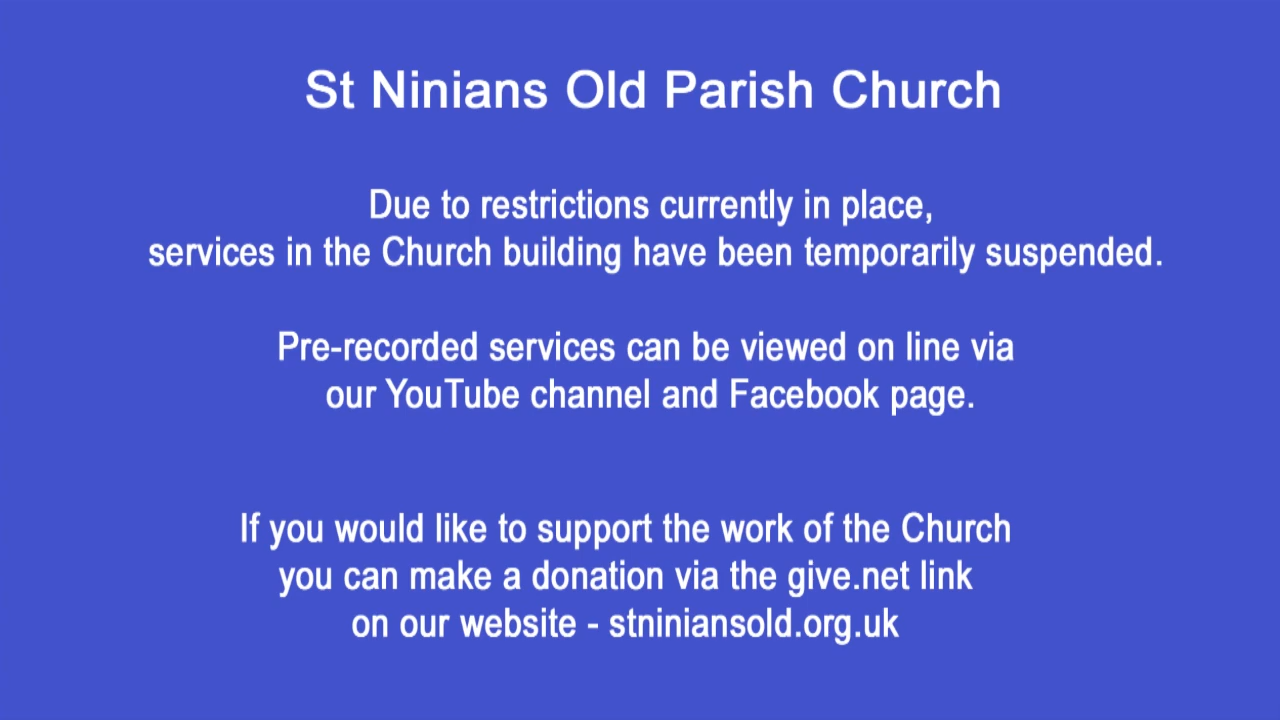 St Ninians Old Parish Church
Due to restrictions currently in place,
services in the Church building have been temporarily suspended.
Pre-recorded services can be viewed on line via
our YouTube channel and Facebook page.
If you would like to support the work of the Church
you can make a donation via the give.net link
on our website - stniniansold.org.uk